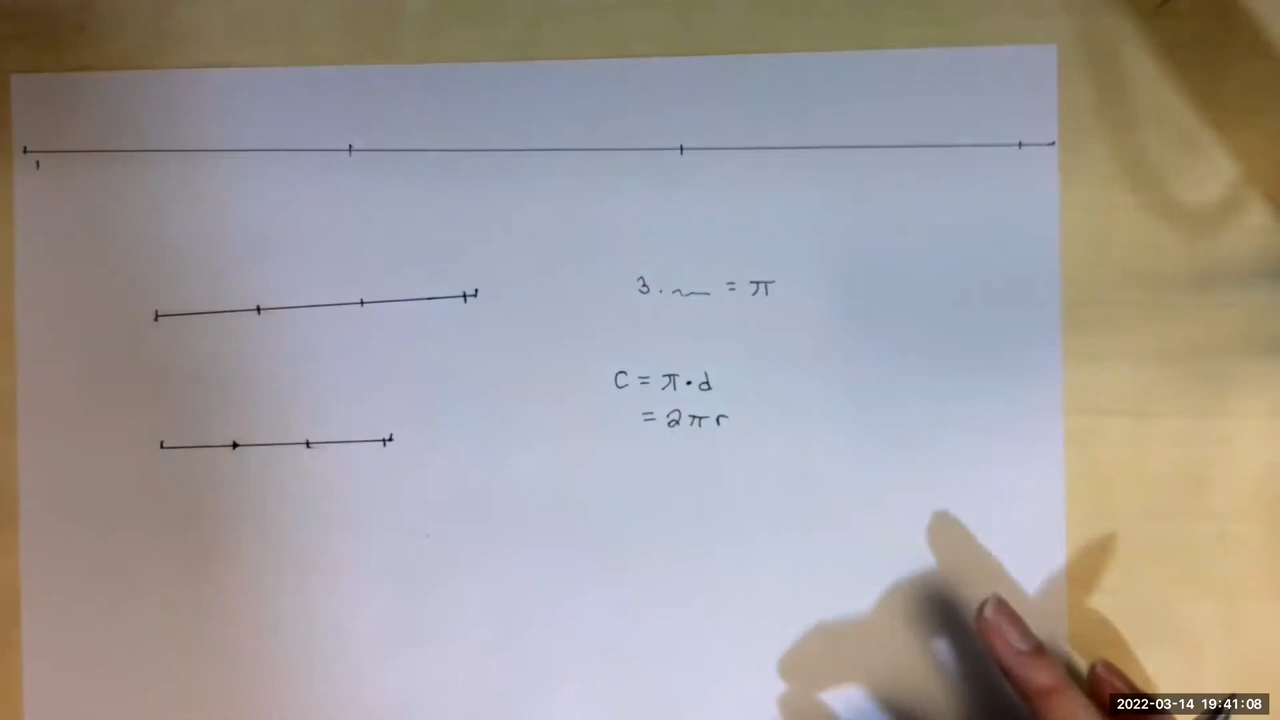 3. = π
C = π·d
= 2πr
2022-03-14 19:41:08